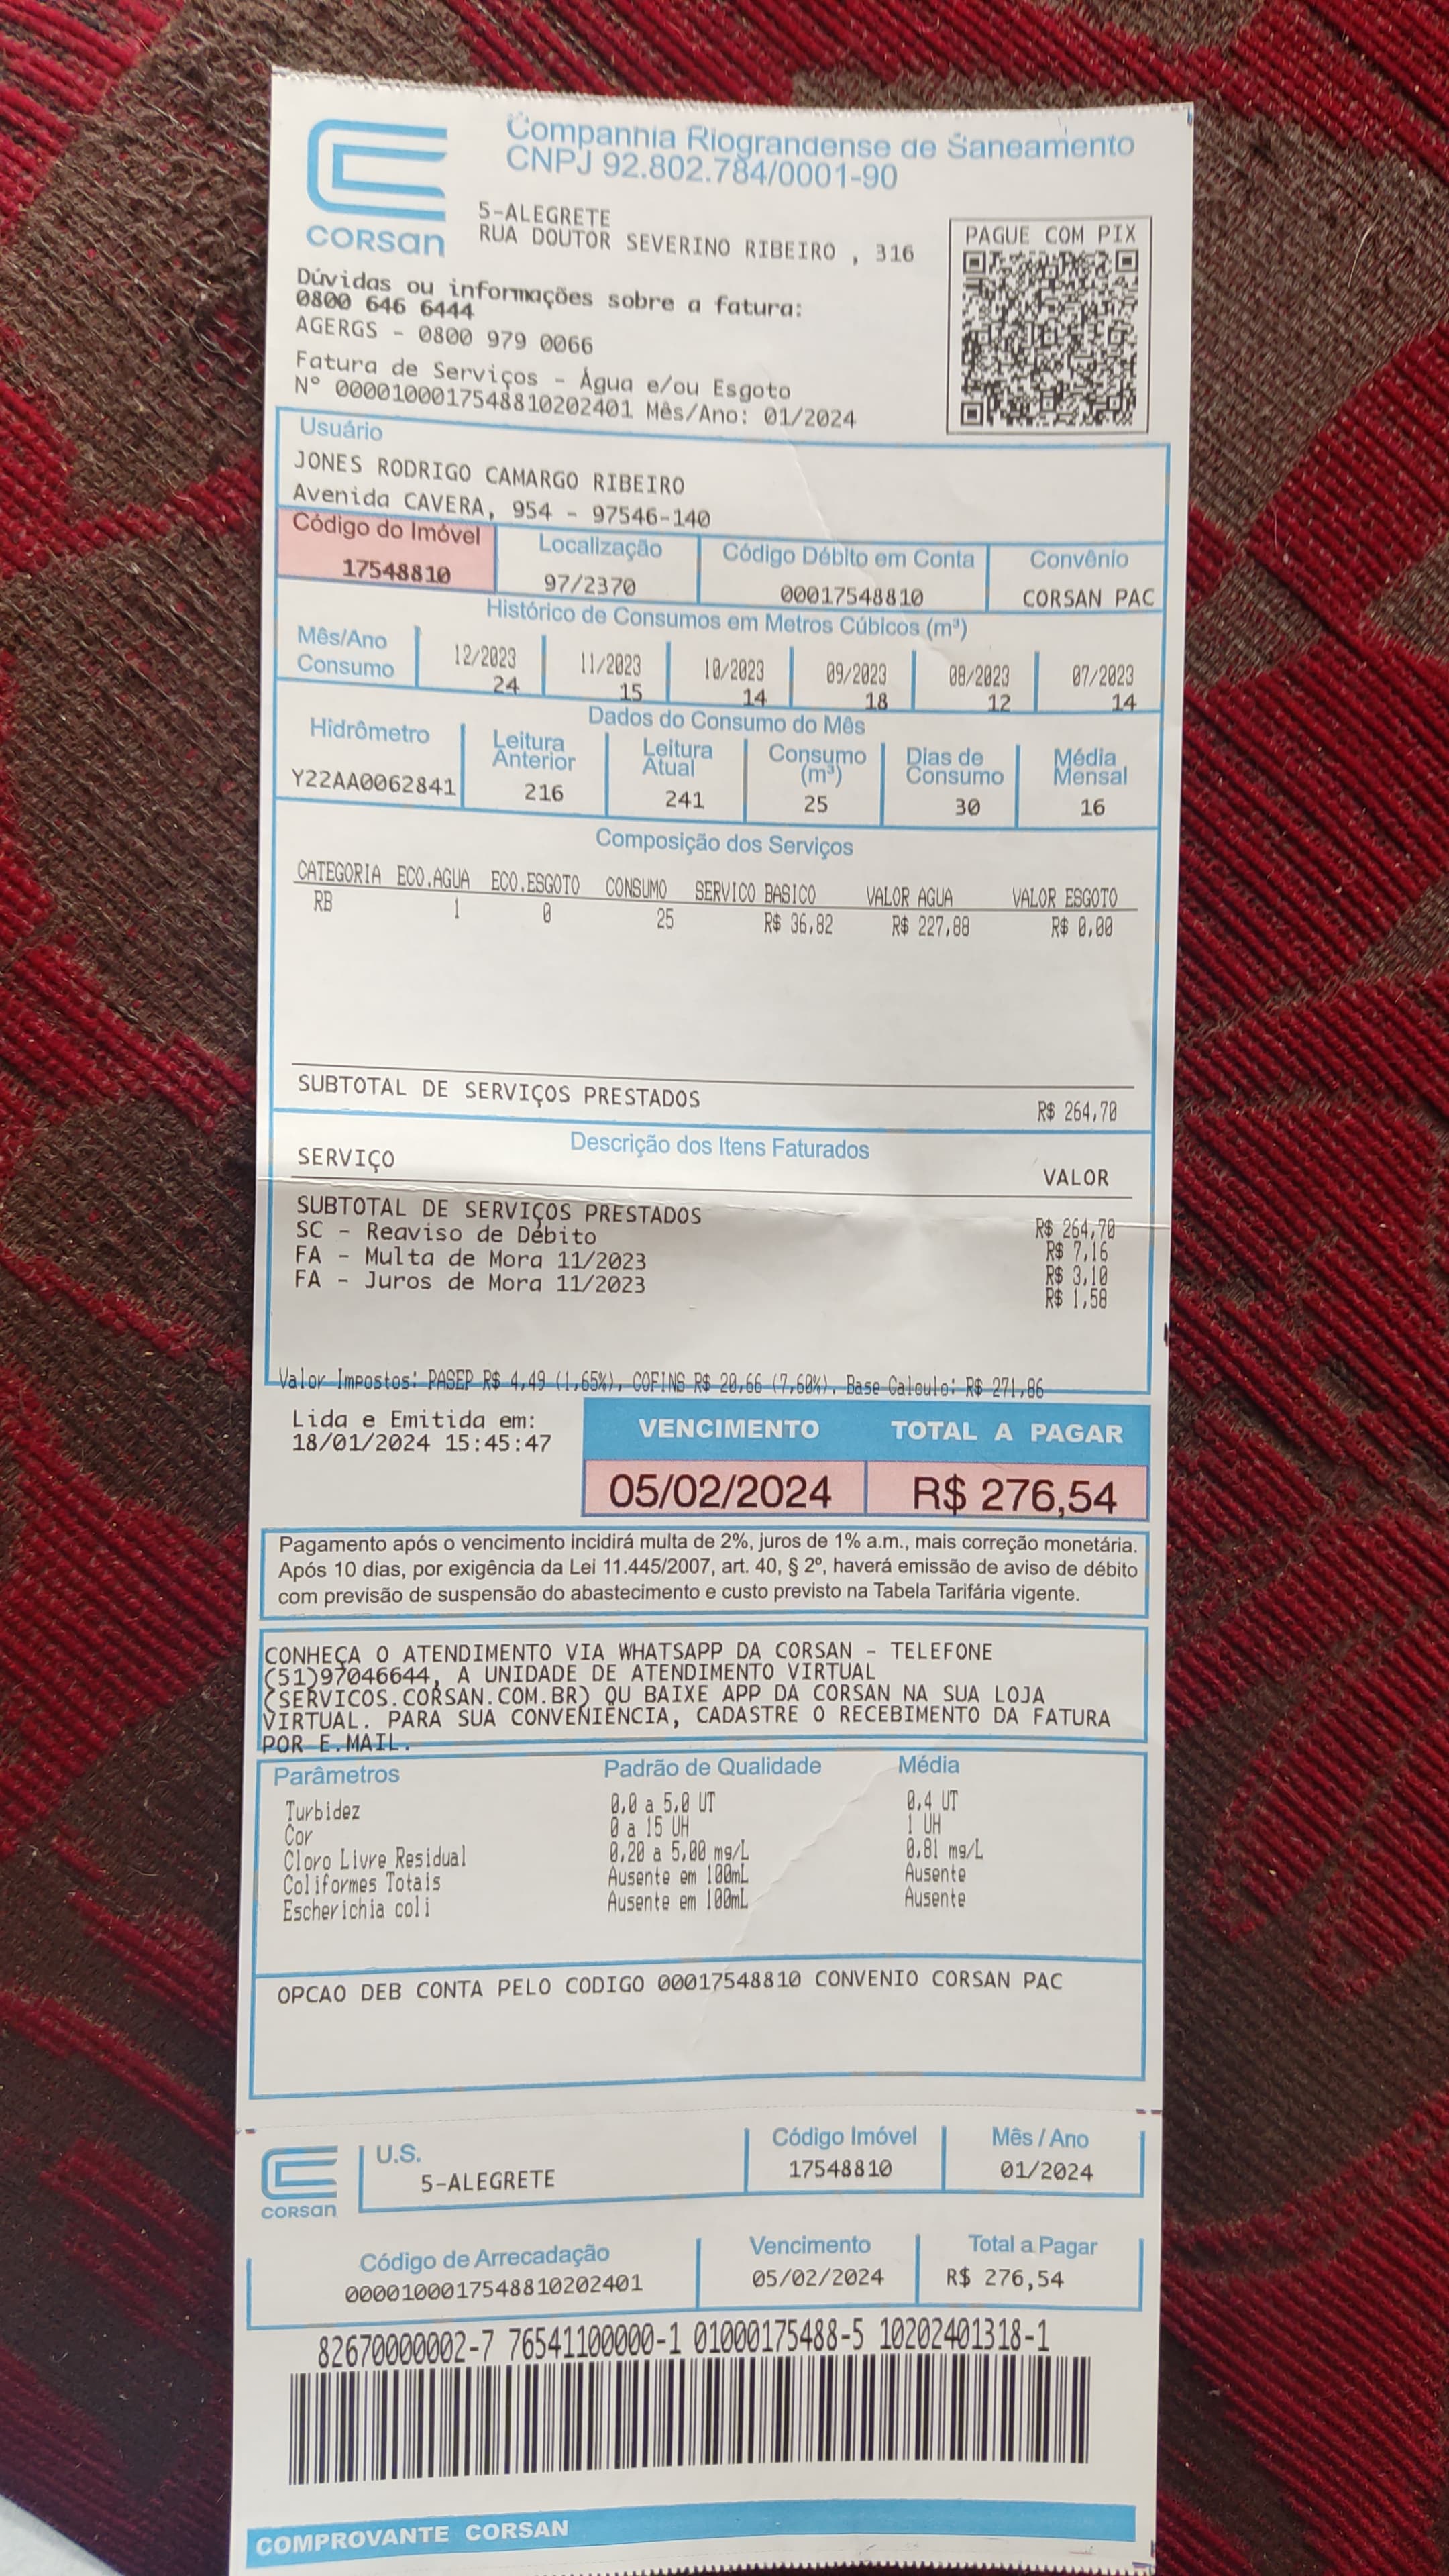 Companhia Riograndense de Saneamento
CNPJ 92.802.784/0001-90
CORSAN
5-ALEGRETE
RUA DOUTOR SEVERINO RIBEIRO , 316
PAGUE COM PIX
Dúvidas ou informações sobre a fatura:
0800 646 6444
AGERGS - 0800 979 0066
Fatura de Serviços - Água e/ou Esgoto
N° 0000100017548810202401 Mês/Ano: 01/2024
Usuário
JONES RODRIGO CAMARGO RIBEIRO
Avenida CAVERA, 954 - 97546-140
Código do Imóvel Localização Código Débito em Conta Convênio
17548810 97/2370 00017548810 CORSAN PAC
Histórico de Consumos em Metros Cúbicos (m³)
Mês/Ano 12/2023 11/2023 10/2023 09/2023 08/2023 07/2023
Consumo 24 15 14 18 12 14
Dados do Consumo do Mês
Hidrômetro Leitura Anterior Leitura Atual Consumo (m³) Dias de Consumo Média Mensal
Y22AA0062841 216 241 25 30 16
Composição dos Serviços
CATEGORIA ECO.AGUA ECO.ESGOTO CONSUMO SERVICO BASICO VALOR AGUA VALOR ESGOTO
RB 1 0 25 R$ 36,82 R$ 227,88 R$ 0,00
SUBTOTAL DE SERVIÇOS PRESTADOS R$ 264,70
Descrição dos Itens Faturados
SERVIÇO VALOR
SUBTOTAL DE SERVIÇOS PRESTADOS R$ 264,70
SC - Reaviso de Débito R$ 7,16
FA - Multa de Mora 11/2023 R$ 3,10
FA - Juros de Mora 11/2023 R$ 1,58
Valor Impostos: PASEP R$ 4,49 (1,65%), COFINS R$ 20,66 (7,60%). Base Calculo: R$ 271,86
Lida e Emitida em:
18/01/2024 15:45:47
VENCIMENTO TOTAL A PAGAR
05/02/2024 R$ 276,54
Pagamento após o vencimento incidirá multa de 2%, juros de 1% a.m., mais correção monetária.
Após 10 dias, por exigência da Lei 11.445/2007, art. 40, § 2º, haverá emissão de aviso de débito
com previsão de suspensão do abastecimento e custo previsto na Tabela Tarifária vigente.
CONHEÇA O ATENDIMENTO VIA WHATSAPP DA CORSAN - TELEFONE
(51)97046644, A UNIDADE DE ATENDIMENTO VIRTUAL
(SERVICOS.CORSAN.COM.BR) OU BAIXE APP DA CORSAN NA SUA LOJA
VIRTUAL. PARA SUA CONVENIÊNCIA, CADASTRE O RECEBIMENTO DA FATURA
POR E.MAIL.
Parâmetros Padrão de Qualidade Média
Turbidez 0,0 a 5,0 UT 0,4 UT
Cor 0 a 15 UH 1 UH
Cloro Livre Residual 0,20 a 5,00 mg/L 0,81 mg/L
Coliformes Totais Ausente em 100mL Ausente
Escherichia coli Ausente em 100mL Ausente
OPCAO DEB CONTA PELO CODIGO 00017548810 CONVENIO CORSAN PAC
CORSAN
U.S. Código Imóvel Mês / Ano
5-ALEGRETE 17548810 01/2024
Código de Arrecadação Vencimento Total a Pagar
0000100017548810202401 05/02/2024 R$ 276,54
82670000002-7 76541100000-1 01000175488-5 10202401318-1
COMPROVANTE CORSAN